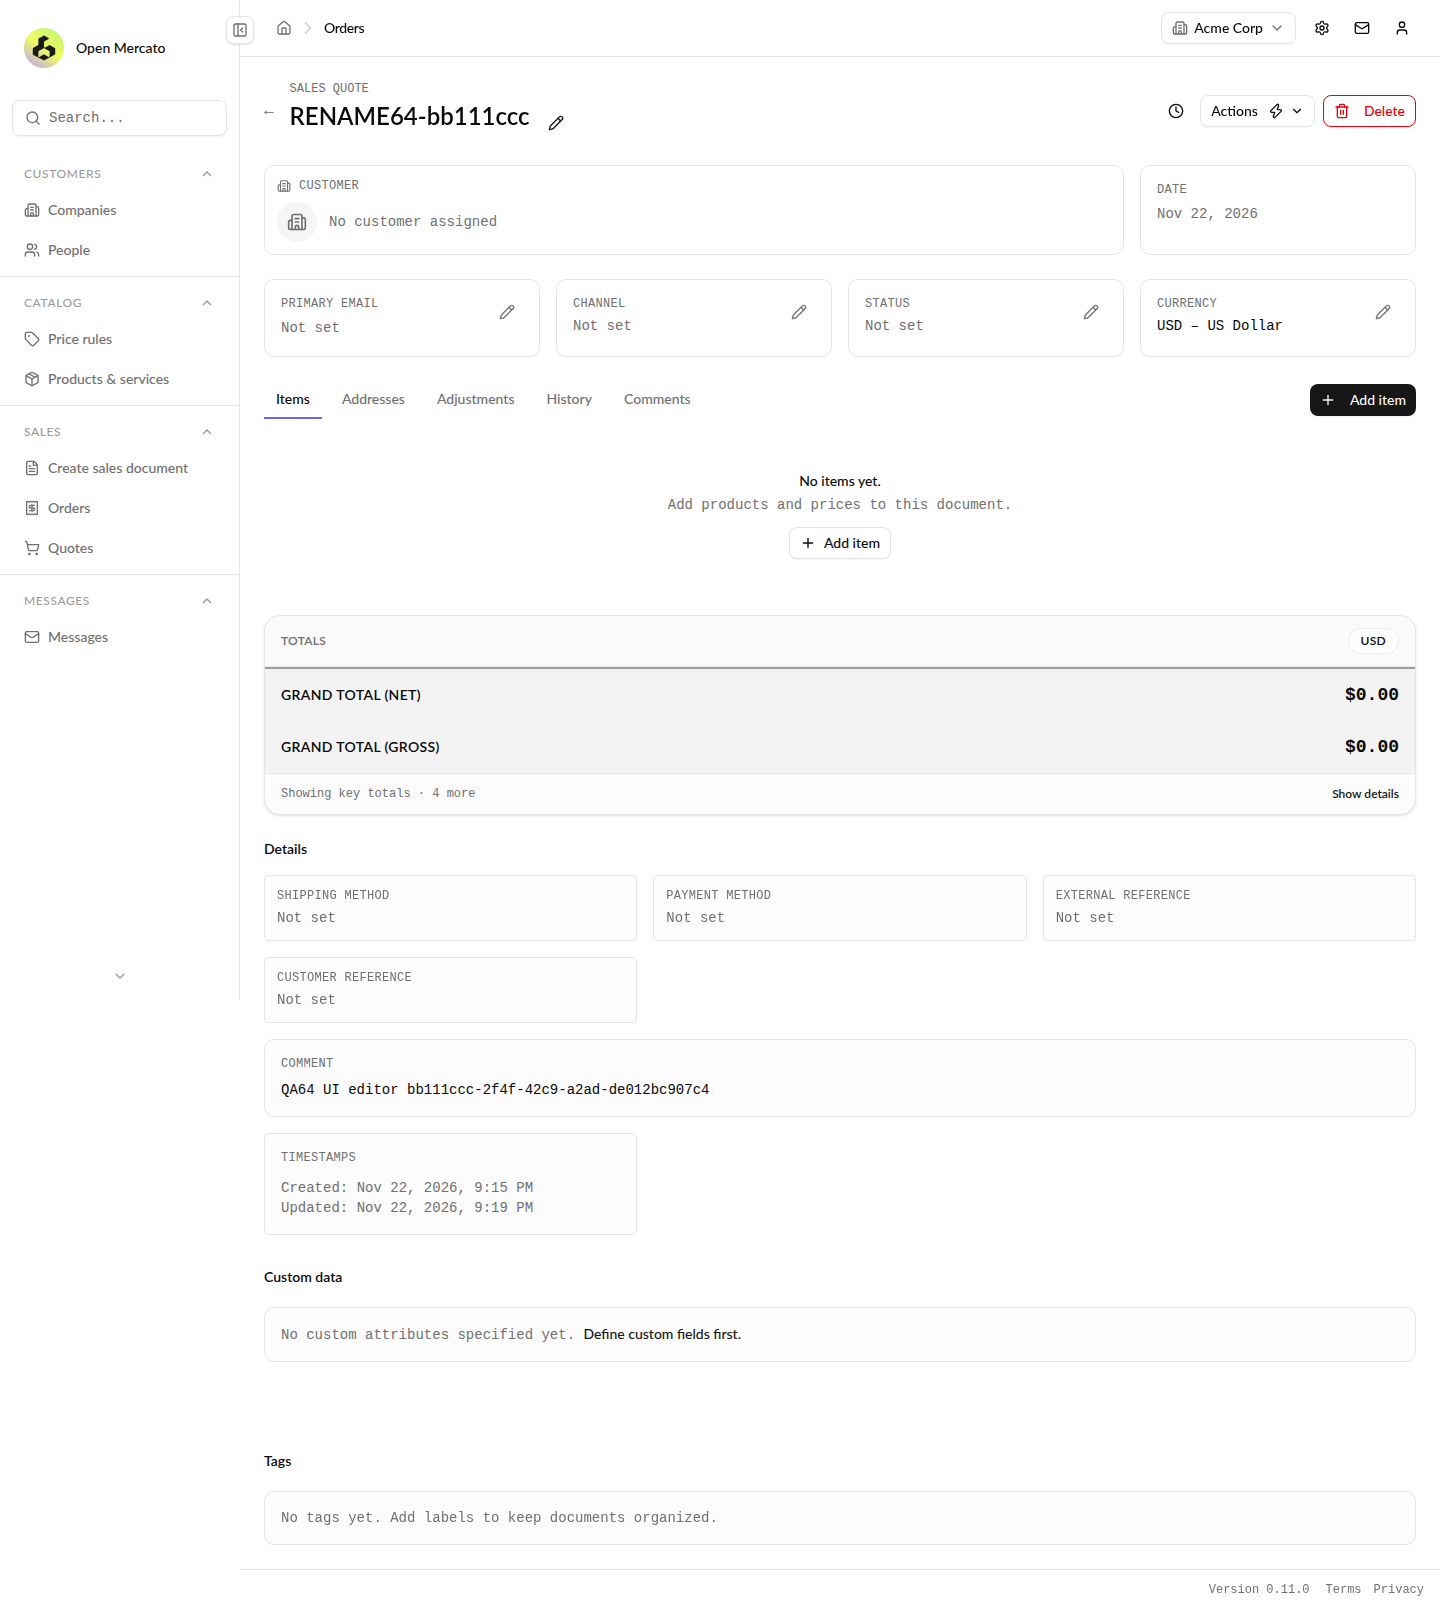 Open Mercato
Search...
CUSTOMERS
Companies
People
CATALOG
Price rules
Products & services
SALES
Create sales document
Orders
Quotes
MESSAGES
Messages
Orders
Acme Corp
SALES QUOTE
← RENAME64-bb111ccc
Actions
Delete
CUSTOMER
No customer assigned
DATE
Nov 22, 2026
PRIMARY EMAIL
Not set
CHANNEL
Not set
STATUS
Not set
CURRENCY
USD – US Dollar
Items Addresses Adjustments History Comments
Add item
No items yet.
Add products and prices to this document.
Add item
TOTALS USD
GRAND TOTAL (NET) $0.00
GRAND TOTAL (GROSS) $0.00
Showing key totals · 4 more Show details
Details
SHIPPING METHOD
Not set
PAYMENT METHOD
Not set
EXTERNAL REFERENCE
Not set
CUSTOMER REFERENCE
Not set
COMMENT
QA64 UI editor bb111ccc-2f4f-42c9-a2ad-de012bc907c4
TIMESTAMPS
Created: Nov 22, 2026, 9:15 PM
Updated: Nov 22, 2026, 9:19 PM
Custom data
No custom attributes specified yet. Define custom fields first.
Tags
No tags yet. Add labels to keep documents organized.
Version 0.11.0 Terms Privacy